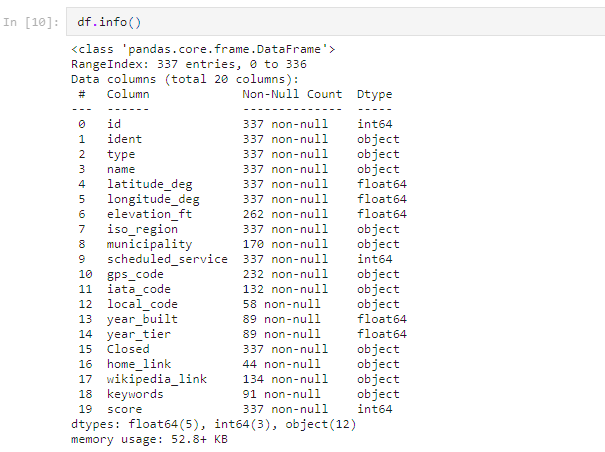 In [10]: df.info()
<class 'pandas.core.frame.DataFrame'>
RangeIndex: 337 entries, 0 to 336
Data columns (total 20 columns):
 #   Column             Non-Null Count  Dtype
---  ------             --------------  -----
 0   id                 337 non-null    int64
 1   ident              337 non-null    object
 2   type               337 non-null    object
 3   name               337 non-null    object
 4   latitude_deg       337 non-null    float64
 5   longitude_deg      337 non-null    float64
 6   elevation_ft       262 non-null    float64
 7   iso_region         337 non-null    object
 8   municipality       170 non-null    object
 9   scheduled_service  337 non-null    int64
 10  gps_code           232 non-null    object
 11  iata_code          132 non-null    object
 12  local_code         58 non-null     object
 13  year_built         89 non-null     float64
 14  year_tier          89 non-null     float64
 15  Closed             337 non-null    object
 16  home_link          44 non-null     object
 17  wikipedia_link     134 non-null    object
 18  keywords           91 non-null     object
 19  score              337 non-null    int64
dtypes: float64(5), int64(3), object(12)
memory usage: 52.8+ KB